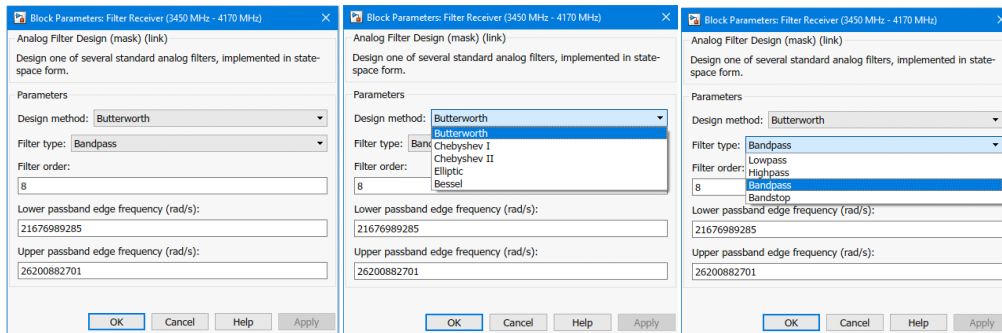 Block Parameters: Filter Receiver (3450 MHz - 4170 MHz)
Analog Filter Design (mask) (link)
Design one of several standard analog filters, implemented in state-
space form.
Parameters
Design method: Butterworth
Filter type: Bandpass
Filter order:
8
Lower passband edge frequency (rad/s):
21676989285
Upper passband edge frequency (rad/s):
26200882701
OK Cancel Help Apply
Block Parameters: Filter Receiver (3450 MHz - 4170 MHz)
Analog Filter Design (mask) (link)
Design one of several standard analog filters, implemented in state-
space form.
Parameters
Design method: Butterworth
Butterworth
Chebyshev I
Chebyshev II
Elliptic
Bessel
Filter type: Band
Filter order:
8
Lower passband edge frequency (rad/s):
21676989285
Upper passband edge frequency (rad/s):
26200882701
OK Cancel Help Apply
Block Parameters: Filter Receiver (3450 MHz - 4170 MHz)
Analog Filter Design (mask) (link)
Design one of several standard analog filters, implemented in state-
space form.
Parameters
Design method: Butterworth
Filter type: Bandpass
Lowpass
Highpass
Bandpass
Bandstop
Filter order:
8
Lower passband edge frequency (rad/s):
21676989285
Upper passband edge frequency (rad/s):
26200882701
OK Cancel Help Apply